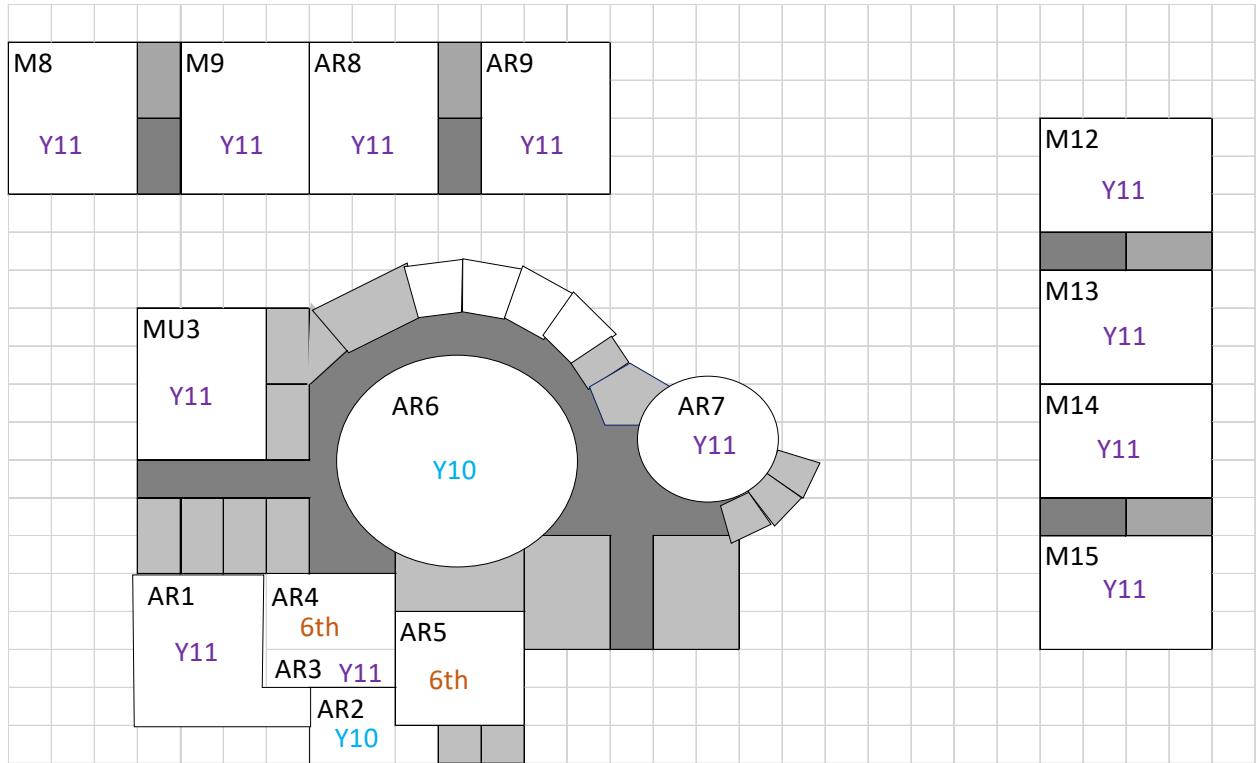 M8
M9
AR8
AR9
Y11
Y11
Y11
Y11
M12
Y11
M13
Y11
MU3
Y11
AR6
Y10
AR7
Y11
M14
Y11
M15
Y11
AR1
Y11
AR4
6th
AR3 Y11
AR5
6th
AR2
Y10